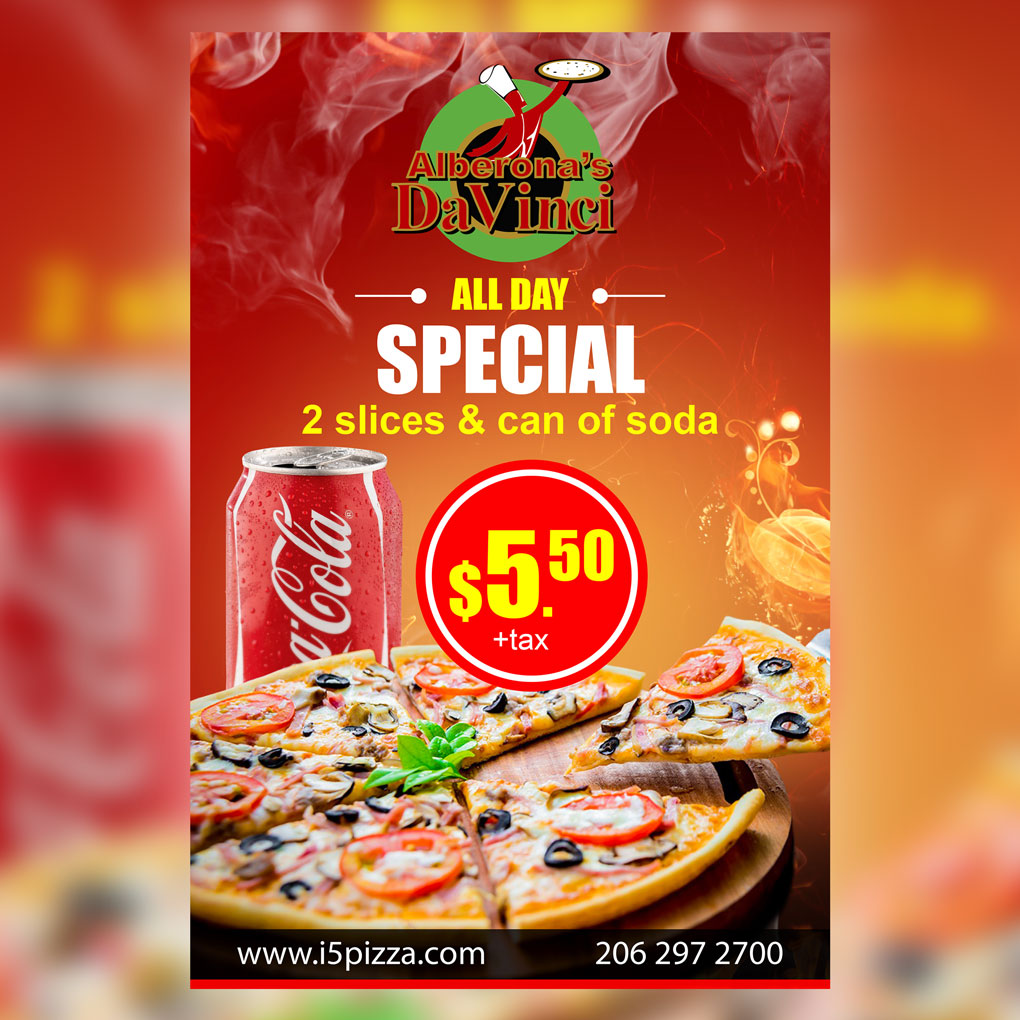 Alberona's
DaVinci
ALL DAY
SPECIAL
2 slices & can of soda
Cola
$5.50
+tax
www.i5pizza.com
206 297 2700